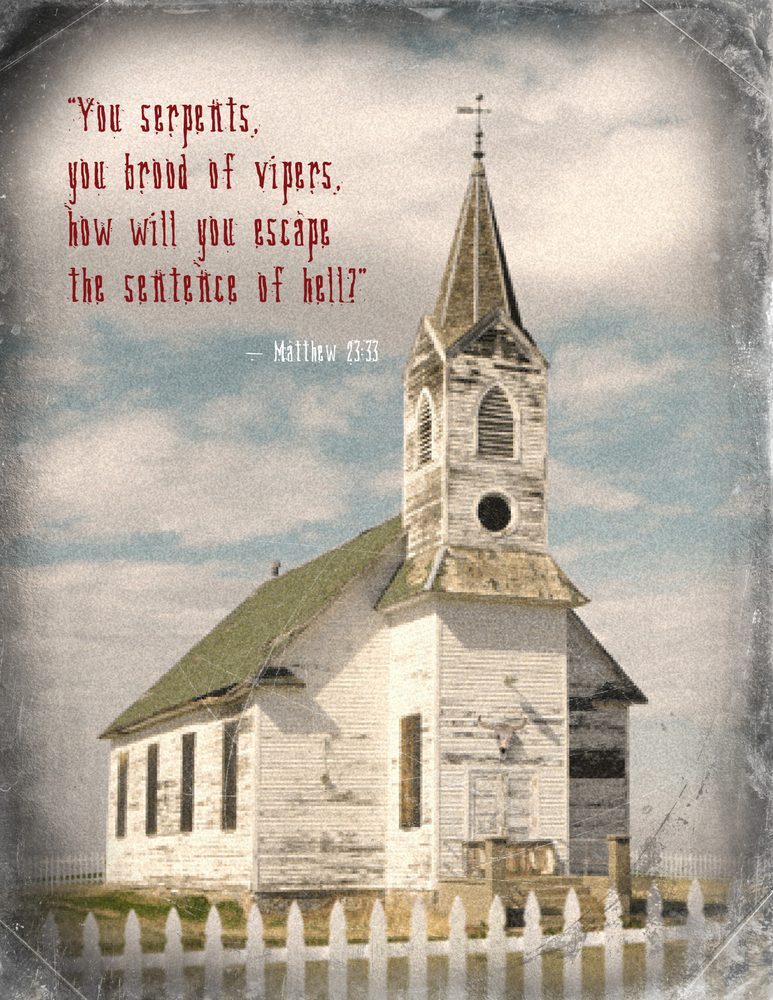 “You serpents,
you brood of vipers,
how will you escape
the sentence of hell?”
— Matthew 23:33